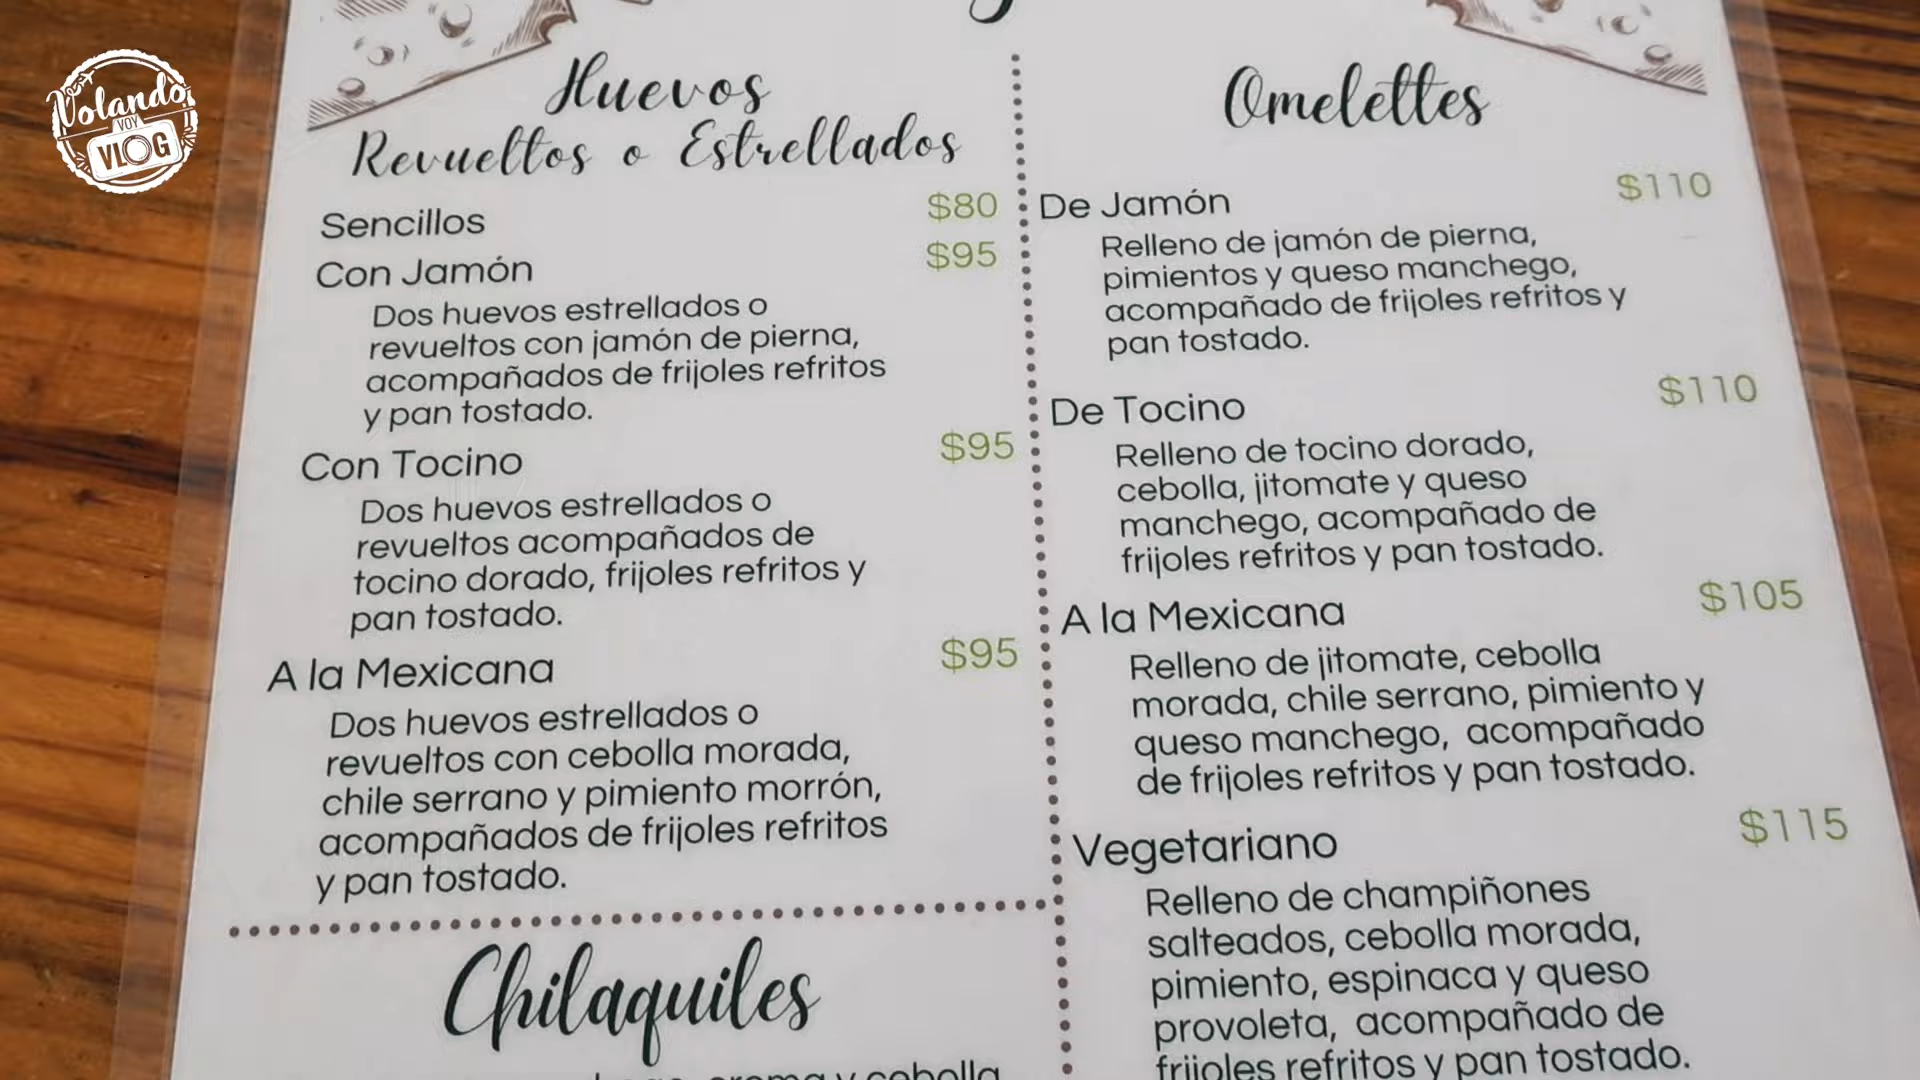 Volando
VOY
VLOG
Huevos
Revueltos o Estrellados
Sencillos $80
Con Jamón $95
Dos huevos estrellados o
revueltos con jamón de pierna,
acompañados de frijoles refritos
y pan tostado.
Con Tocino $95
Dos huevos estrellados o
revueltos acompañados de
tocino dorado, frijoles refritos y
pan tostado.
A la Mexicana $95
Dos huevos estrellados o
revueltos con cebolla morada,
chile serrano y pimiento morrón,
acompañados de frijoles refritos
y pan tostado.
Chilaquiles
crema y cebolla
Omelettes
De Jamón $110
Relleno de jamón de pierna,
pimientos y queso manchego,
acompañado de frijoles refritos y
pan tostado.
De Tocino $110
Relleno de tocino dorado,
cebolla, jitomate y queso
manchego, acompañado de
frijoles refritos y pan tostado.
A la Mexicana $105
Relleno de jitomate, cebolla
morada, chile serrano, pimiento y
queso manchego, acompañado
de frijoles refritos y pan tostado.
Vegetariano $115
Relleno de champiñones
salteados, cebolla morada,
pimiento, espinaca y queso
provoleta, acompañado de
frijoles refritos y pan tostado.